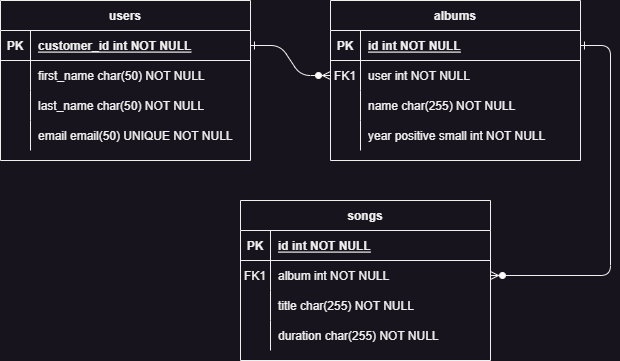 users
PK customer_id int NOT NULL
first_name char(50) NOT NULL
last_name char(50) NOT NULL
email email(50) UNIQUE NOT NULL
albums
PK id int NOT NULL
FK1 user int NOT NULL
name char(255) NOT NULL
year positive small int NOT NULL
songs
PK id int NOT NULL
FK1 album int NOT NULL
title char(255) NOT NULL
duration char(255) NOT NULL